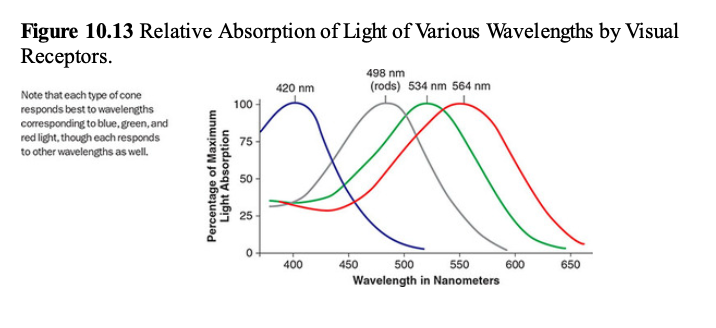 Figure 10.13 Relative Absorption of Light of Various Wavelengths by Visual
Receptors.
Note that each type of cone
responds best to wavelengths
corresponding to blue, green, and
red light, though each responds
to other wavelengths as well.
420 nm
498 nm
(rods)
534 nm
564 nm
Percentage of Maximum
Light Absorption
100
75
50
25
0
400
450
500
550
600
650
Wavelength in Nanometers